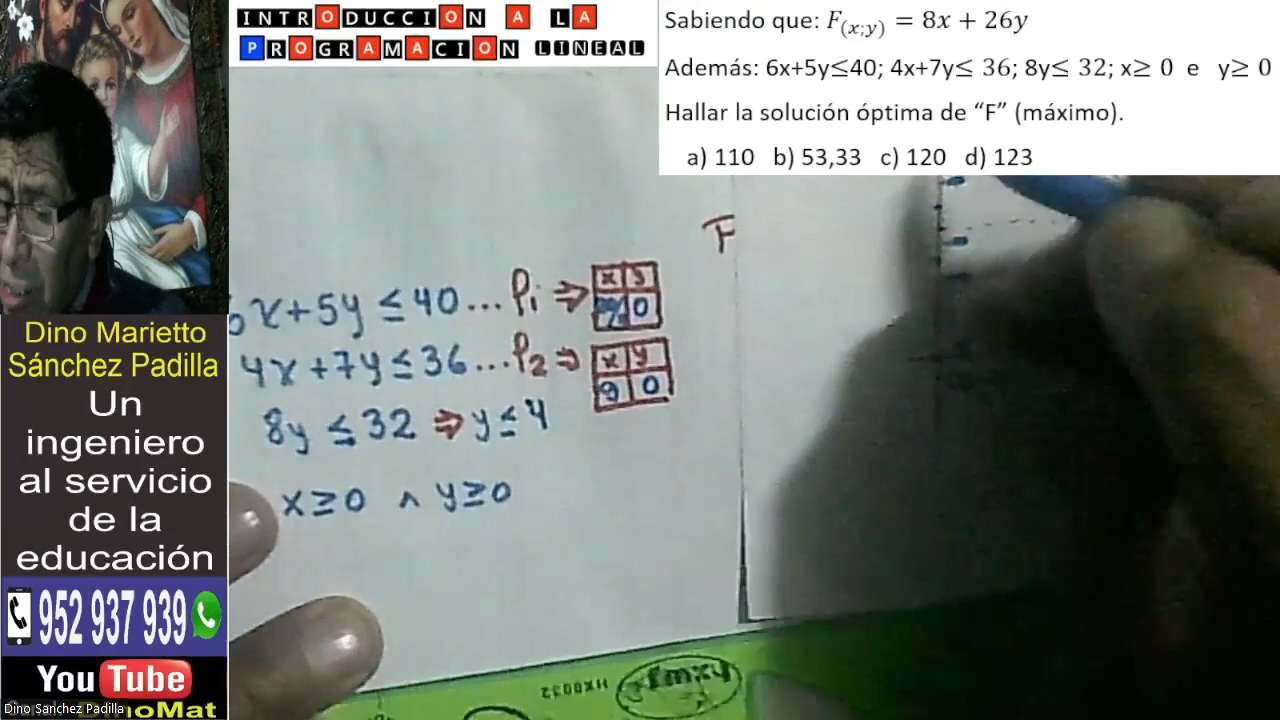 INTRODUCCION A LA
PROGRAMACION LINEAL
Sabiendo que: F(x;y) = 8x + 26y
Además: 6x+5y≤40; 4x+7y≤ 36; 8y≤ 32; x≥ 0 e y≥ 0
Hallar la solución óptima de “F” (máximo).
a) 110 b) 53,33 c) 120 d) 123
F
6x+5y ≤ 40 ... P1 ⇒
x y
0
4x+7y ≤ 36 ... P2 ⇒
x y
9 0
8y ≤ 32 ⇒ y ≤ 4
x ≥ 0 ∧ y ≥ 0
Dino Marietto
Sánchez Padilla
Un
ingeniero
al servicio
de la
educación
952 937 939
YouTube
DinoMat
Dino Sanchez Padilla
HX0032